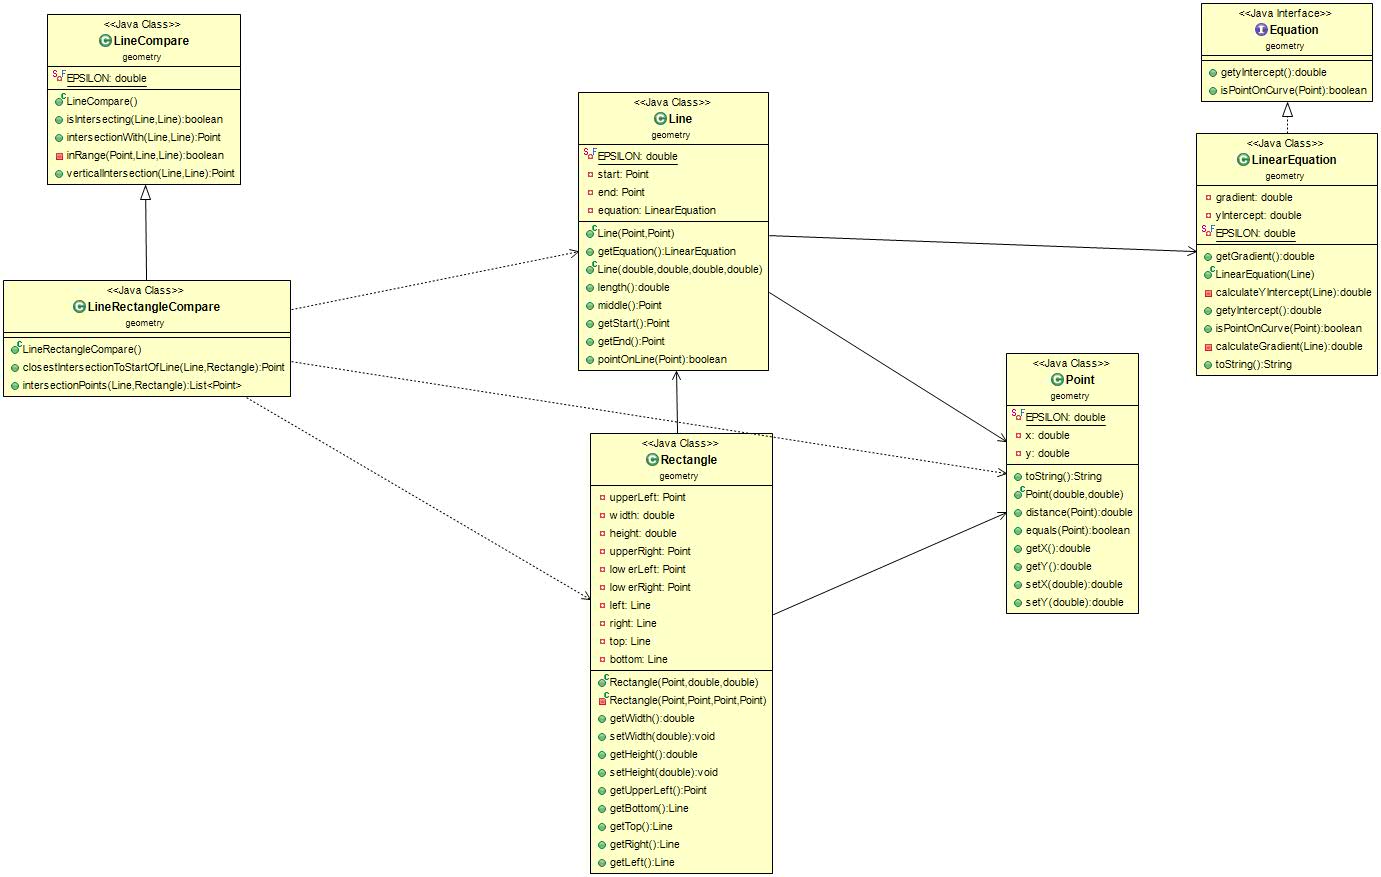 <<Java Class>>
LineCompare
geometry
EPSILON: double
LineCompare()
isIntersecting(Line,Line):boolean
intersectionWith(Line,Line):Point
inRange(Point,Line,Line):boolean
verticalIntersection(Line,Line):Point
<<Java Class>>
LineRectangleCompare
geometry
LineRectangleCompare()
closestIntersectionToStartOfLine(Line,Rectangle):Point
intersectionPoints(Line,Rectangle):List<Point>
<<Java Class>>
Line
geometry
EPSILON: double
start: Point
end: Point
equation: LinearEquation
Line(Point,Point)
getEquation():LinearEquation
Line(double,double,double,double)
length():double
middle():Point
getStart():Point
getEnd():Point
pointOnLine(Point):boolean
<<Java Class>>
Rectangle
geometry
upperLeft: Point
width: double
height: double
upperRight: Point
lowerLeft: Point
lowerRight: Point
left: Line
right: Line
top: Line
bottom: Line
Rectangle(Point,double,double)
Rectangle(Point,Point,Point,Point)
getWidth():double
setWidth(double):void
getHeight():double
setHeight(double):void
getUpperLeft():Point
getBottom():Line
getTop():Line
getRight():Line
getLeft():Line
<<Java Class>>
Point
geometry
EPSILON: double
x: double
y: double
toString():String
Point(double,double)
distance(Point):double
equals(Point):boolean
getX():double
getY():double
setX(double):double
setY(double):double
<<Java Interface>>
Equation
geometry
getyIntercept():double
isPointOnCurve(Point):boolean
<<Java Class>>
LinearEquation
geometry
gradient: double
yIntercept: double
EPSILON: double
getGradient():double
LinearEquation(Line)
calculateYIntercept(Line):double
getyIntercept():double
isPointOnCurve(Point):boolean
calculateGradient(Line):double
toString():String